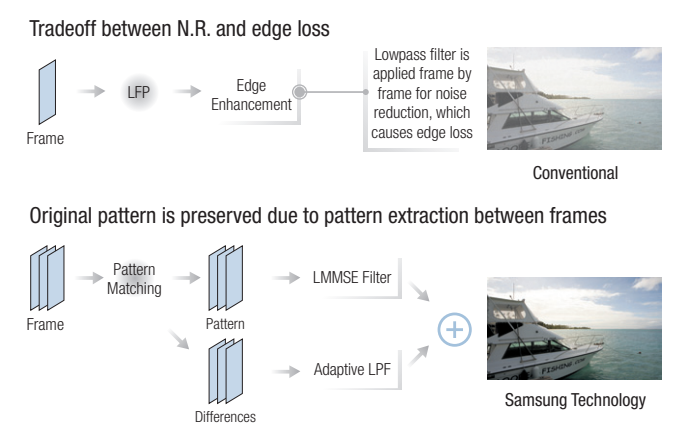 Tradeoff between N.R. and edge loss
Frame
LFP
Edge
Enhancement
Lowpass filter is
applied frame by
frame for noise
reduction, which
causes edge loss
FISHING
Conventional
Original pattern is preserved due to pattern extraction between frames
Frame
Pattern
Matching
Pattern
Differences
LMMSE Filter
Adaptive LPF
FISHING
Samsung Technology